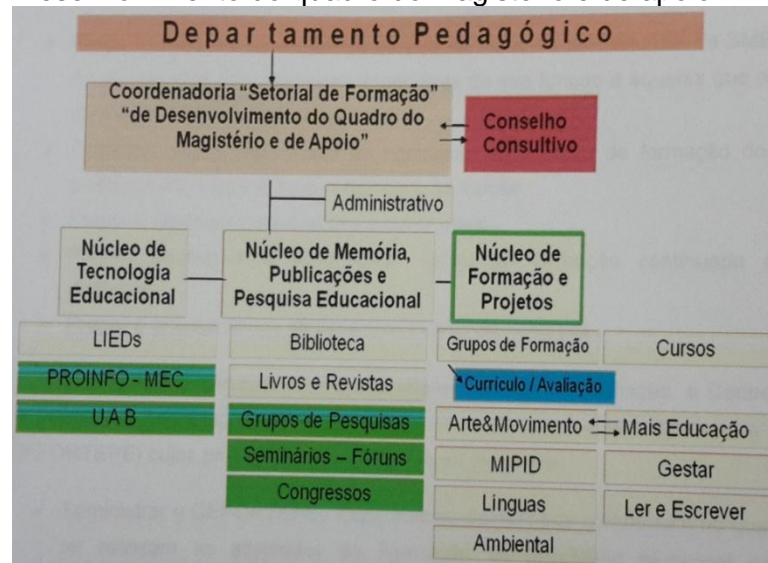 Depar tamento Pedagógico
Coordenadoria “Setorial de Formação”
“de Desenvolvimento do Quadro do
Magistério e de Apoio”
Conselho
Consultivo
Administrativo
Núcleo de
Tecnologia
Educacional
Núcleo de Memória,
Publicações e
Pesquisa Educacional
Núcleo de
Formação e
Projetos
LIEDs
Biblioteca
Grupos de Formação
Cursos
PROINFO - MEC
Livros e Revistas
Currículo / Avaliação
UAB
Grupos de Pesquisas
Arte&Movimento
Mais Educação
Seminários – Fóruns
MIPID
Gestar
Congressos
Línguas
Ler e Escrever
Ambiental